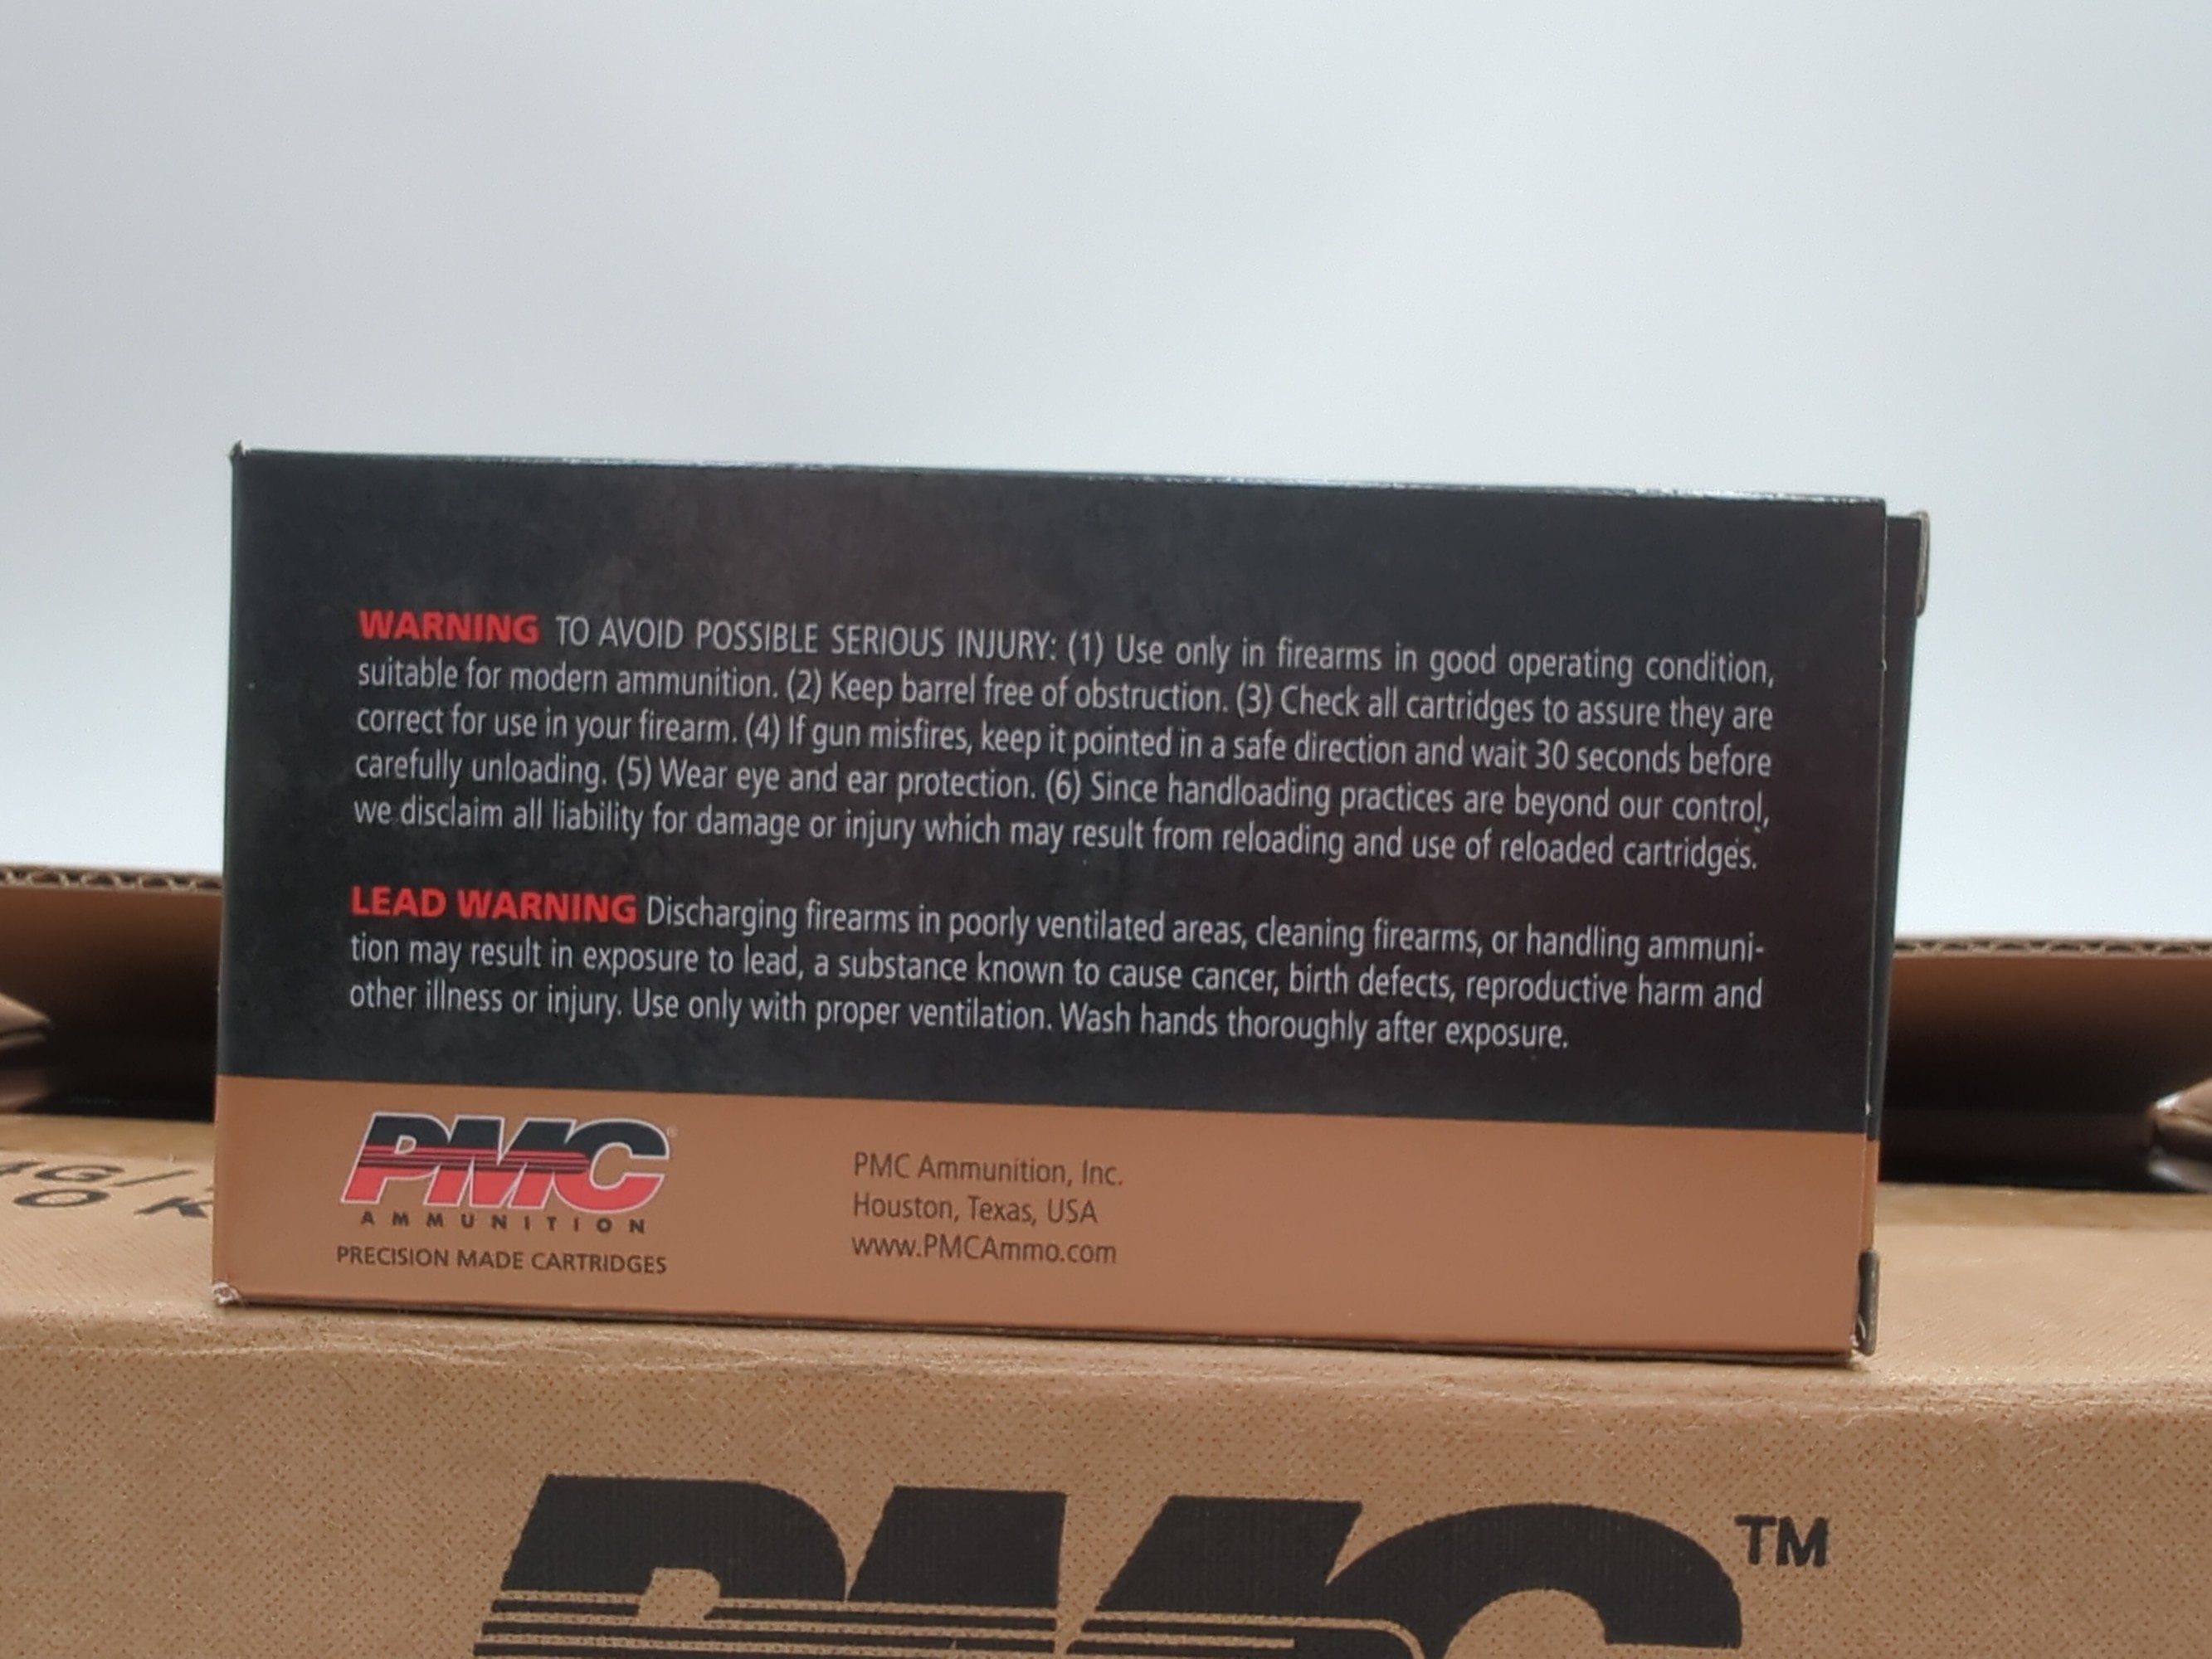 WARNING TO AVOID POSSIBLE SERIOUS INJURY: (1) Use only in firearms in good operating condition,
suitable for modern ammunition. (2) Keep barrel free of obstruction. (3) Check all cartridges to assure they are
correct for use in your firearm. (4) If gun misfires, keep it pointed in a safe direction and wait 30 seconds before
carefully unloading. (5) Wear eye and ear protection. (6) Since handloading practices are beyond our control,
we disclaim all liability for damage or injury which may result from reloading and use of reloaded cartridges.
LEAD WARNING Discharging firearms in poorly ventilated areas, cleaning firearms, or handling ammuni-
tion may result in exposure to lead, a substance known to cause cancer, birth defects, reproductive harm and
other illness or injury. Use only with proper ventilation. Wash hands thoroughly after exposure.
PMC®
AMMUNITION
PRECISION MADE CARTRIDGES
PMC Ammunition, Inc.
Houston, Texas, USA
www.PMCAmmo.com
PMC™